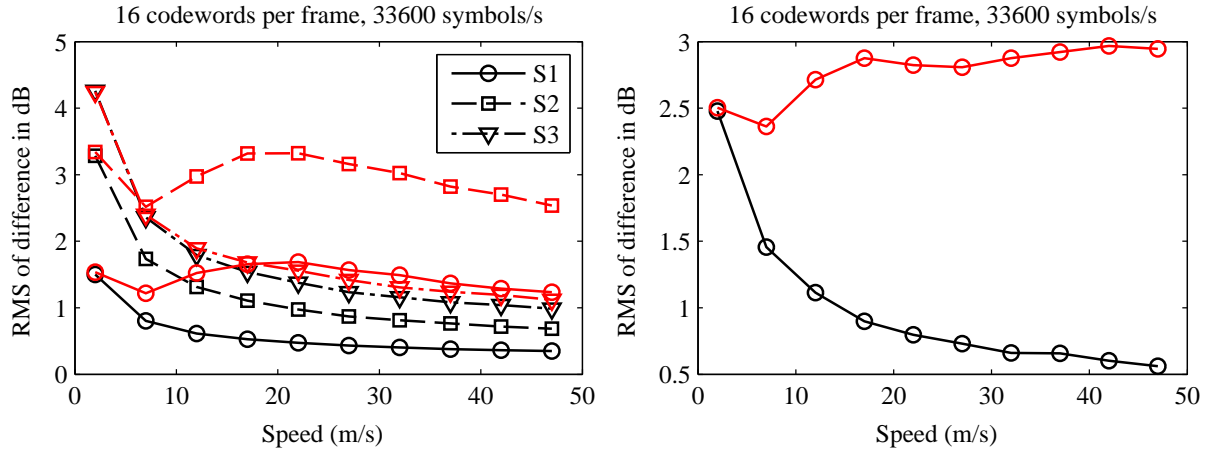 16 codewords per frame, 33600 symbols/s
RMS of difference in dB
5
4
3
2
1
0
0 10 20 30 40 50
Speed (m/s)
S1
S2
S3
16 codewords per frame, 33600 symbols/s
RMS of difference in dB
3
2.5
2
1.5
1
0.5
0 10 20 30 40 50
Speed (m/s)